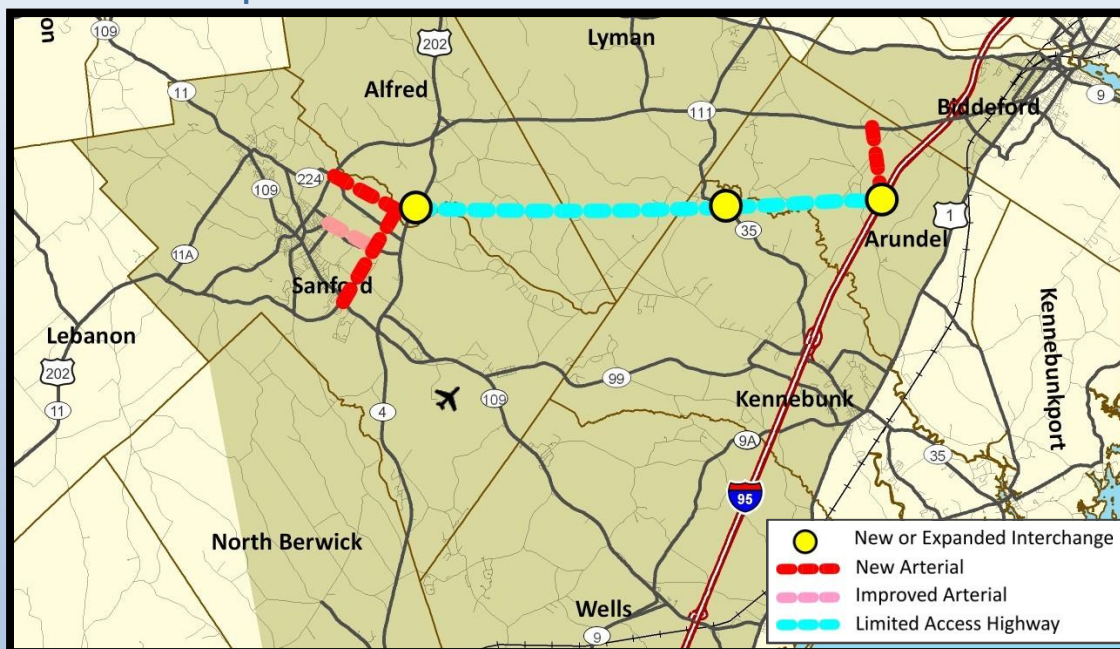 109
202
Lyman
11
Alfred
111
9
Biddeford
224
109
35
Arundel
1
11A
Sanford
Kennebunkport
Lebanon
202
11
4
99
109
Kennebunk
9A
35
95
North Berwick
Wells
9
New or Expanded Interchange
New Arterial
Improved Arterial
Limited Access Highway